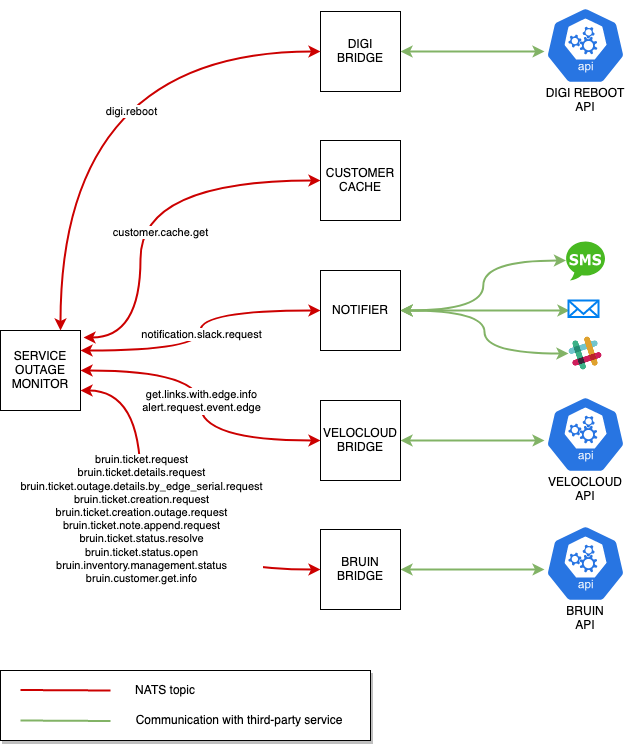 DIGI
BRIDGE
api
DIGI REBOOT
API
digi.reboot
CUSTOMER
CACHE
customer.cache.get
SMS
NOTIFIER
notification.slack.request
SERVICE
OUTAGE
MONITOR
get.links.with.edge.info
alert.request.event.edge
VELOCLOUD
BRIDGE
api
VELOCLOUD
API
bruin.ticket.request
bruin.ticket.details.request
bruin.ticket.outage.details.by_edge_serial.request
bruin.ticket.creation.request
bruin.ticket.creation.outage.request
bruin.ticket.note.append.request
bruin.ticket.status.resolve
bruin.ticket.status.open
bruin.inventory.management.status
bruin.customer.get.info
BRUIN
BRIDGE
api
BRUIN
API
NATS topic
Communication with third-party service